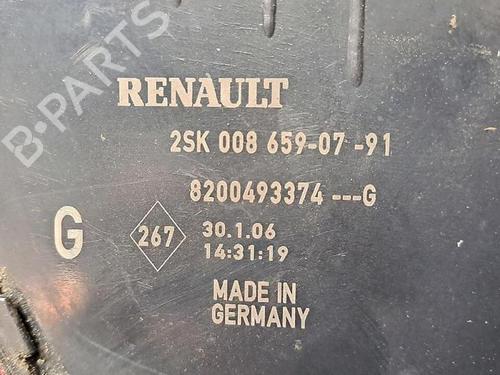 B-PARTS
RENAULT
2SK 008 659-07 -91
8200493374 ---G
G
267
30.1.06
14:31:19
MADE IN
GERMANY